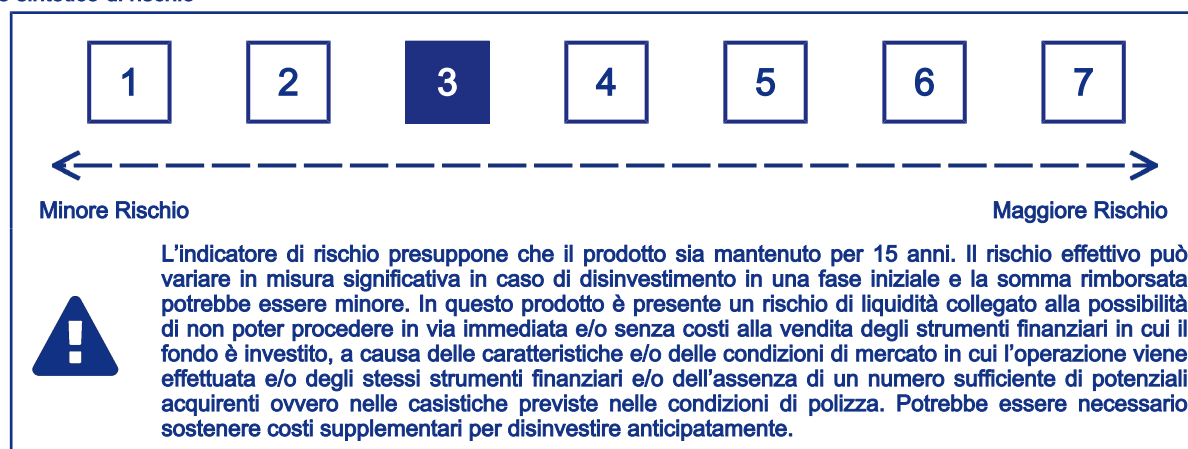 sintetico di rischio
1 2 3 4 5 6 7
Minore Rischio Maggiore Rischio
L'indicatore di rischio presuppone che il prodotto sia mantenuto per 15 anni. Il rischio effettivo può
variare in misura significativa in caso di disinvestimento in una fase iniziale e la somma rimborsata
potrebbe essere minore. In questo prodotto è presente un rischio di liquidità collegato alla possibilità
di non poter procedere in via immediata e/o senza costi alla vendita degli strumenti finanziari in cui il
fondo è investito, a causa delle caratteristiche e/o delle condizioni di mercato in cui l'operazione viene
effettuata e/o degli stessi strumenti finanziari e/o dell'assenza di un numero sufficiente di potenziali
acquirenti ovvero nelle casistiche previste nelle condizioni di polizza. Potrebbe essere necessario
sostenere costi supplementari per disinvestire anticipatamente.